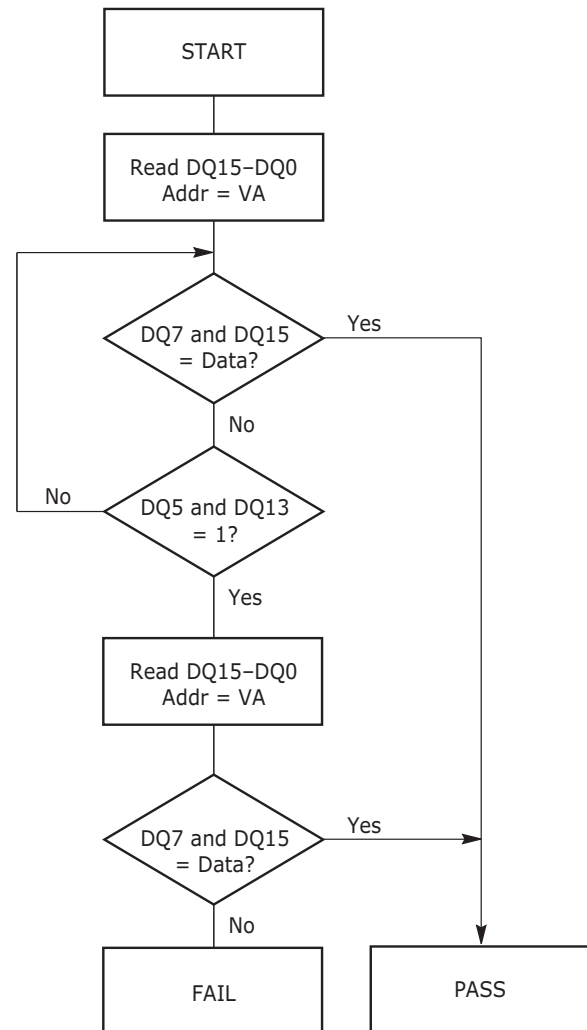 START
Read DQ15–DQ0
Addr = VA
DQ7 and DQ15
= Data?
Yes
No
DQ5 and DQ13
= 1?
No
Yes
Read DQ15–DQ0
Addr = VA
DQ7 and DQ15
= Data?
Yes
No
FAIL
PASS